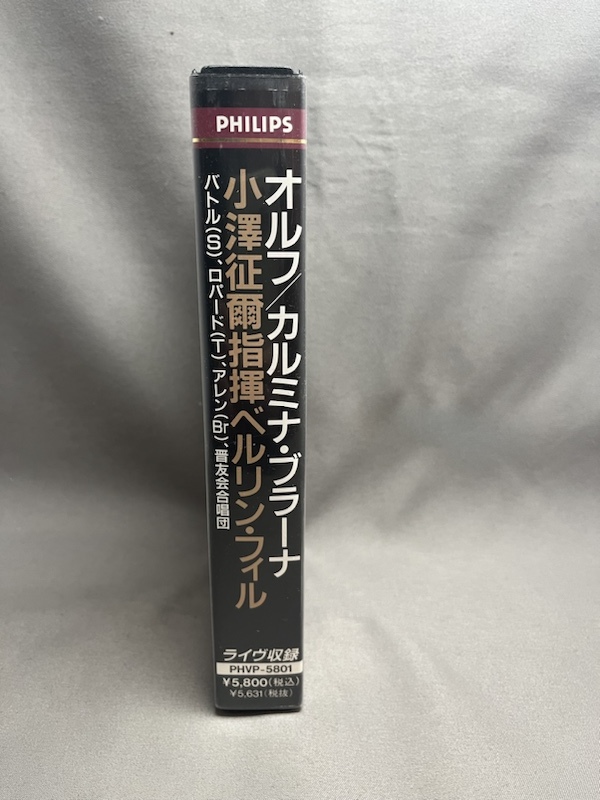 PHILIPS
オルフ/カルミナ・ブラーナ
小澤征爾指揮ベルリン・フィル
バトル(S)、ロパード(T)、アレン(Br)、晋友会合唱団
ライヴ収録
PHVP-5801
¥5,800(税込)
¥5,631(税抜)